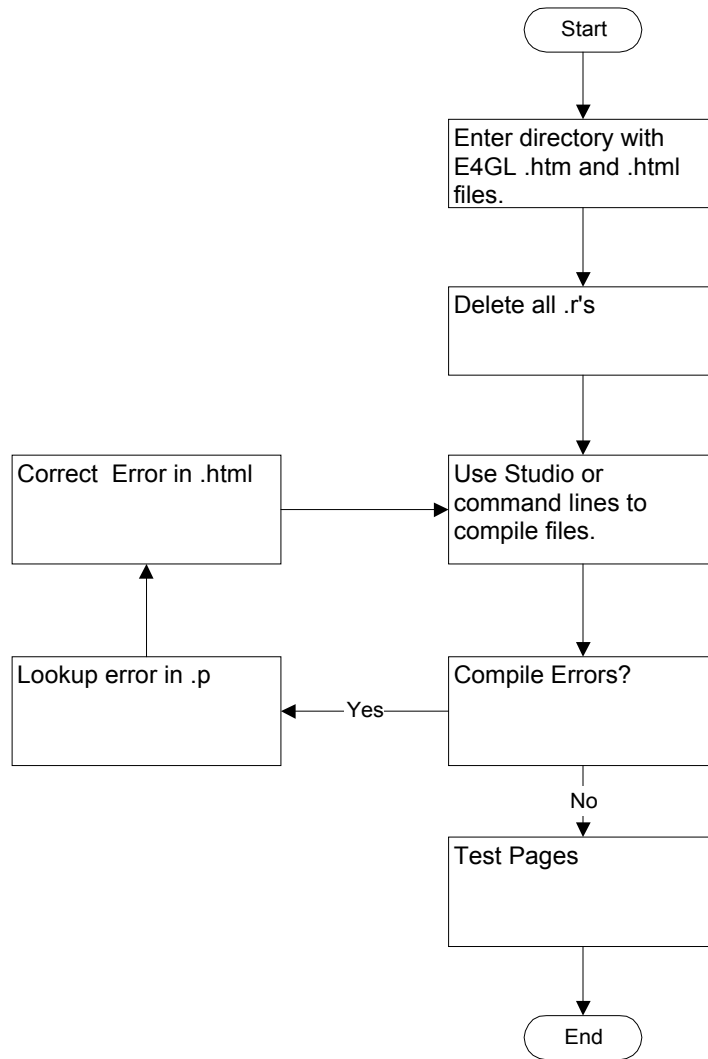 Start
Enter directory with
E4GL .htm and .html
files.
Delete all .r's
Correct  Error in .html
Use Studio or
command lines to
compile files.
Lookup error in .p
Yes
Compile Errors?
No
Test Pages
End